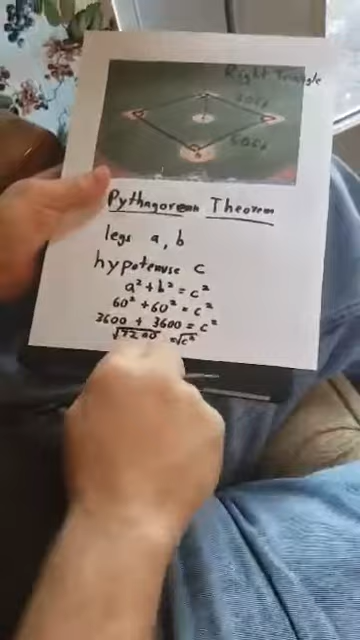 Right Triangle
60ft
60ft
Pythagorean Theorem
legs a, b
hypotenuse c
a² + b² = c²
60² + 60² = c²
3600 + 3600 = c²
√7200 = √c²